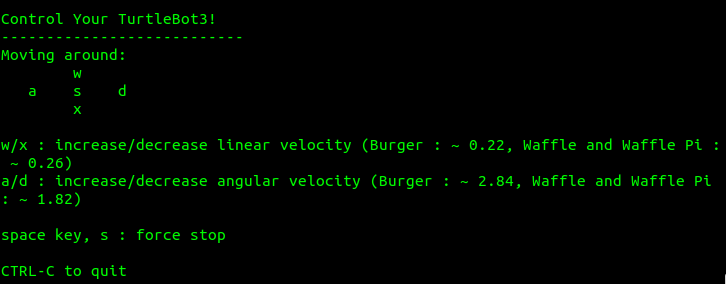 Control Your TurtleBot3!
---------------------------
Moving around:
        w
   a    s    d
        x
w/x : increase/decrease linear velocity (Burger : ~ 0.22, Waffle and Waffle Pi :
 ~ 0.26)
a/d : increase/decrease angular velocity (Burger : ~ 2.84, Waffle and Waffle Pi
: ~ 1.82)
space key, s : force stop
CTRL-C to quit